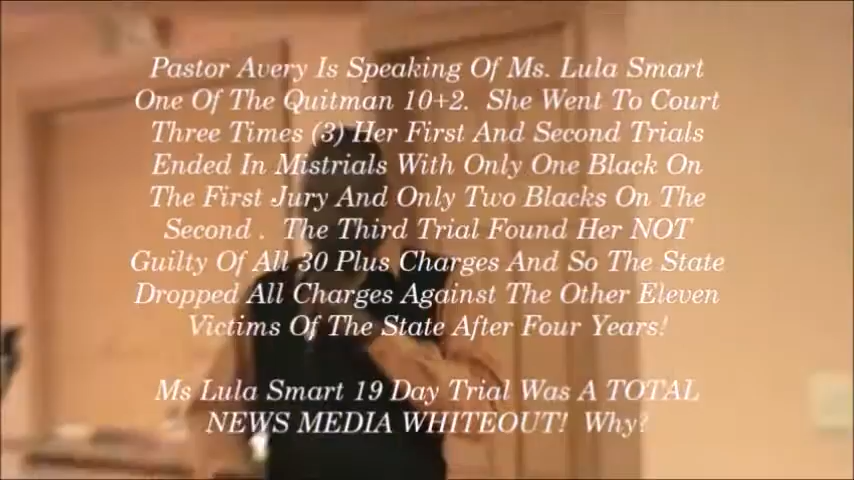 Pastor Avery Is Speaking Of Ms. Lula Smart
One Of The Quitman 10+2. She Went To Court
Three Times (3) Her First And Second Trials
Ended In Mistrials With Only One Black On
The First Jury And Only Two Blacks On The
Second . The Third Trial Found Her NOT
Guilty Of All 30 Plus Charges And So The State
Dropped All Charges Against The Other Eleven
Victims Of The State After Four Years!
Ms Lula Smart 19 Day Trial Was A TOTAL
NEWS MEDIA WHITEOUT! Why?